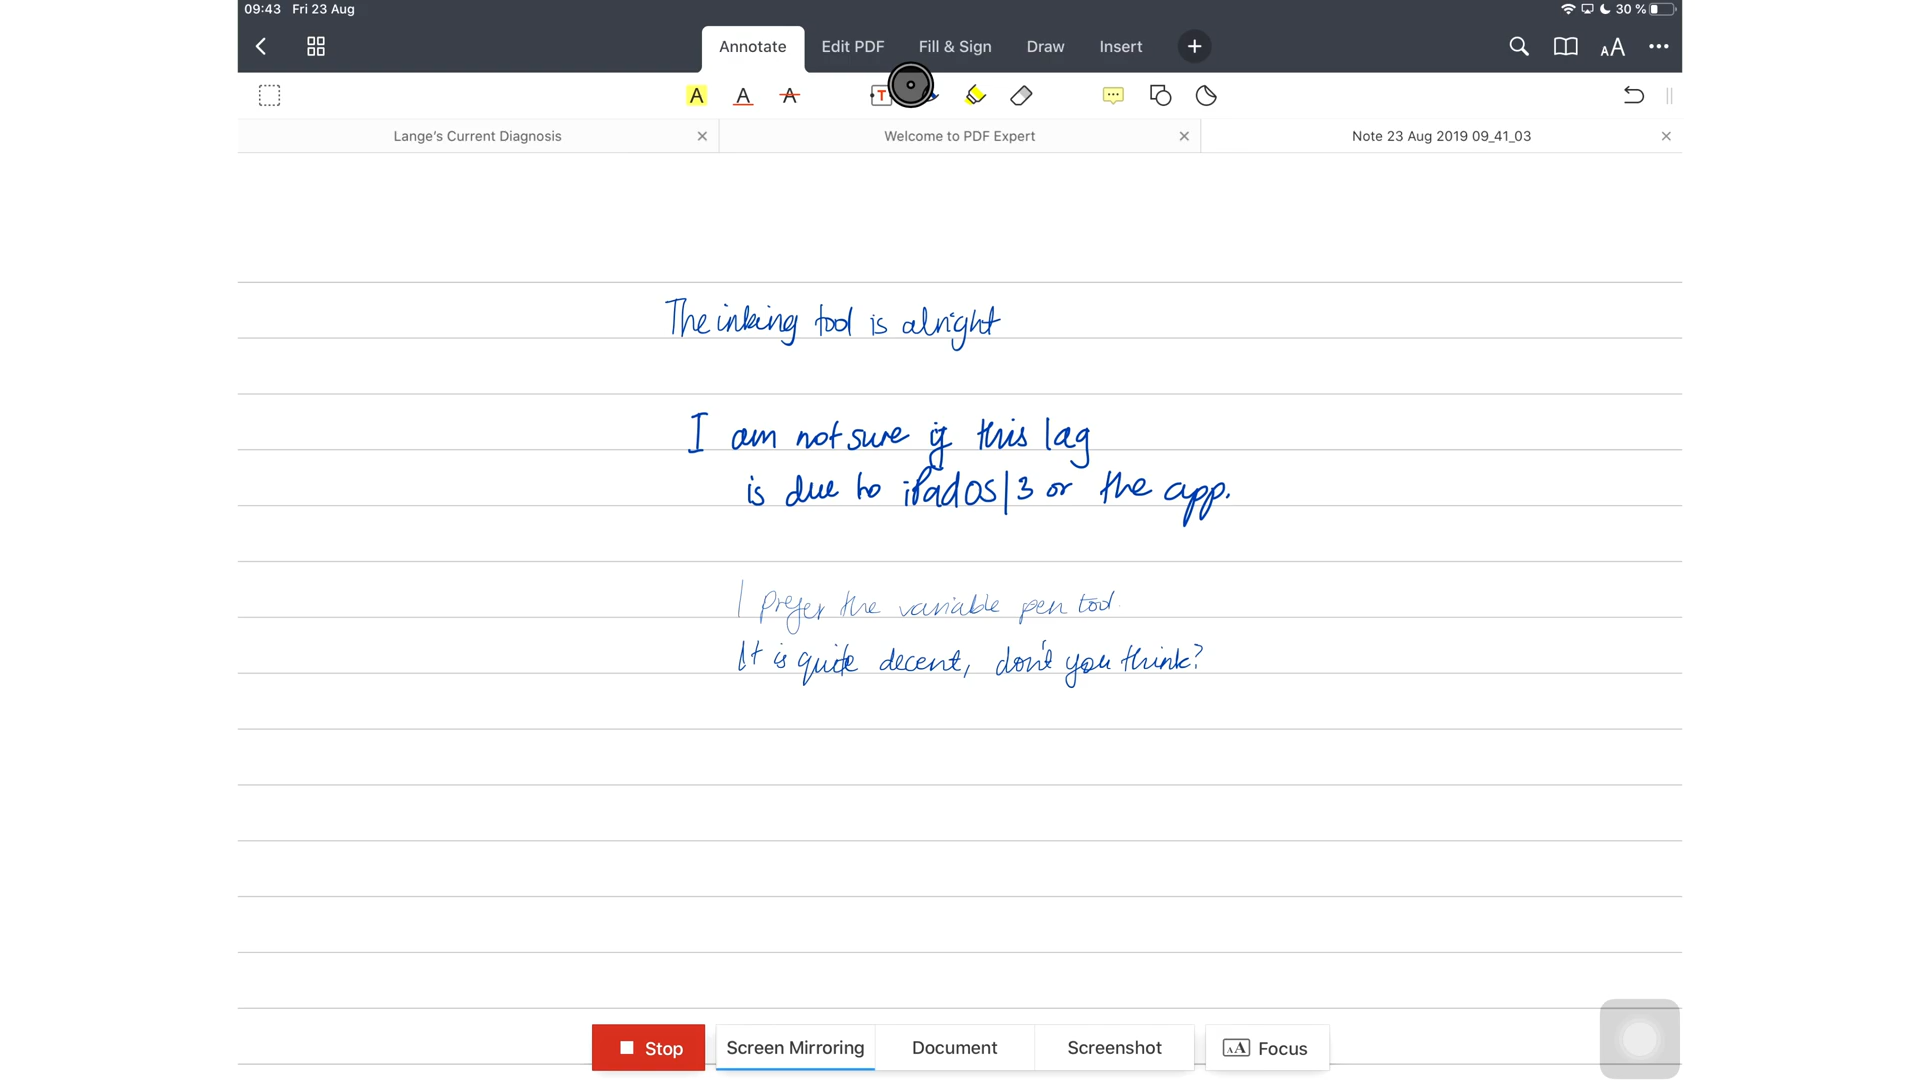 09:43 Fri 23 Aug 30 %
Annotate Edit PDF Fill & Sign Draw Insert AA
A A A T
Lange's Current Diagnosis Welcome to PDF Expert Note 23 Aug 2019 09_41_03
The inking tool is alright
I am not sure if this lag
is due to iPadOS13 or the app.
I prefer the variable pen tool.
It is quite decent, don't you think?
Stop Screen Mirroring Document Screenshot AA Focus